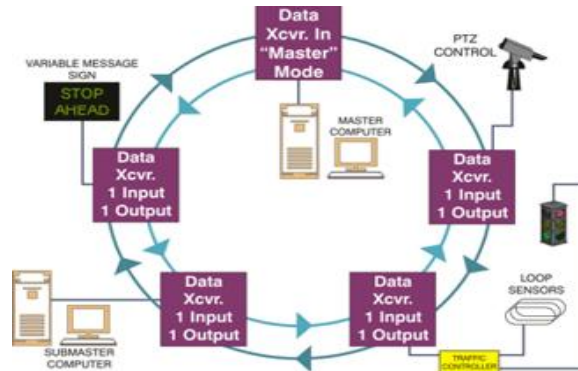 Data
Xcvr. In
“Master”
Mode
VARIABLE MESSAGE
SIGN
STOP
AHEAD
PTZ
CONTROL
MASTER
COMPUTER
Data
Xcvr.
1 Input
1 Output
Data
Xcvr.
1 Input
1 Output
Data
Xcvr.
1 Input
1 Output
Data
Xcvr.
1 Input
1 Output
LOOP
SENSORS
SUBMASTER
COMPUTER
TRAFFIC
CONTROLLER